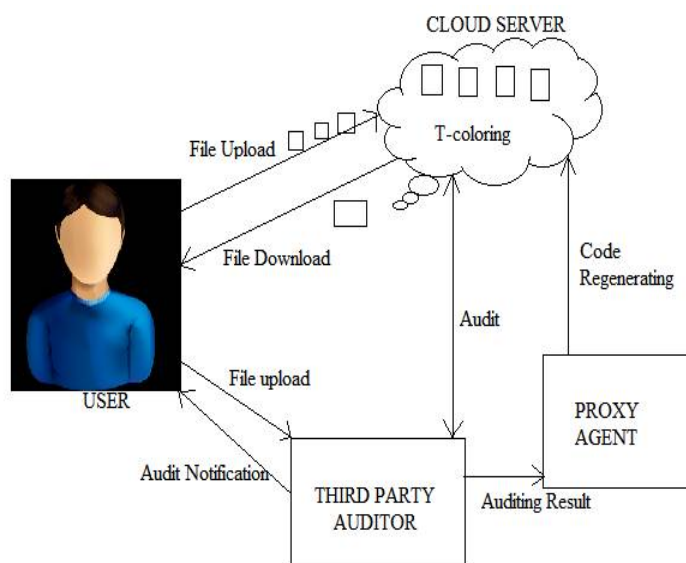 CLOUD SERVER
T-coloring
File Upload
File Download
Code
Regenerating
Audit
File upload
USER
PROXY
AGENT
Audit Notification
THIRD PARTY
AUDITOR
Auditing Result